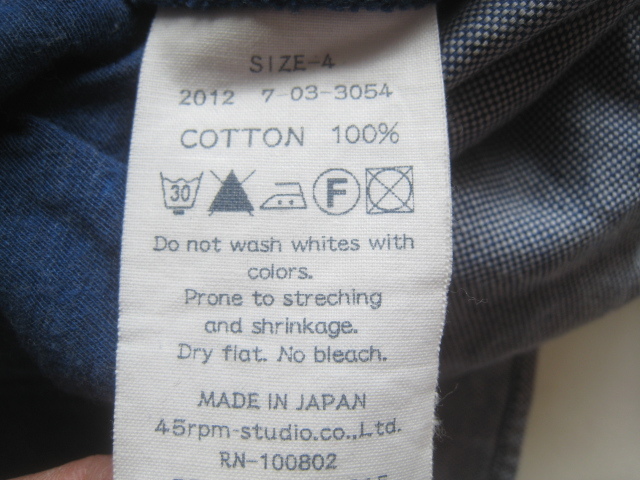 SIZE-4
2012 7-03-3054
COTTON 100%
30 F
Do not wash whites with
colors.
Prone to streching
and shrinkage.
Dry flat. No bleach.
MADE IN JAPAN
45rpm-studio.co.,Ltd.
RN-100802